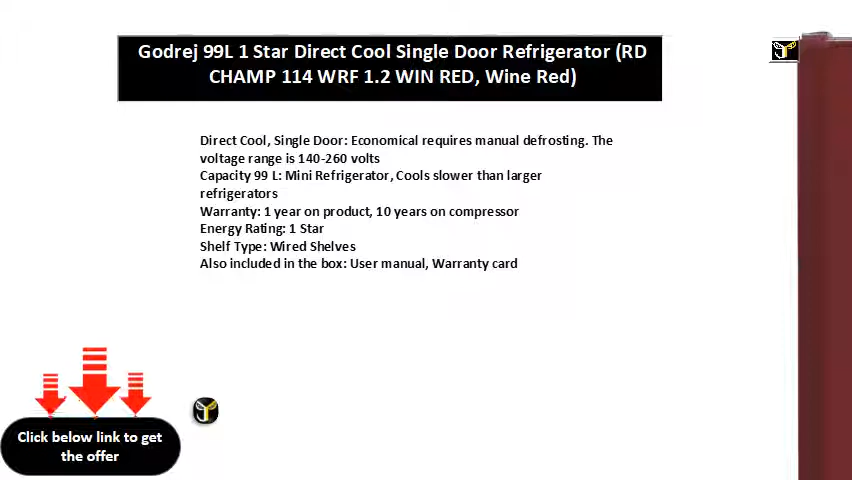 Godrej 99L 1 Star Direct Cool Single Door Refrigerator (RD
CHAMP 114 WRF 1.2 WIN RED, Wine Red)
Direct Cool, Single Door: Economical requires manual defrosting. The
voltage range is 140-260 volts
Capacity 99 L: Mini Refrigerator, Cools slower than larger
refrigerators
Warranty: 1 year on product, 10 years on compressor
Energy Rating: 1 Star
Shelf Type: Wired Shelves
Also included in the box: User manual, Warranty card
Click below link to get
the offer